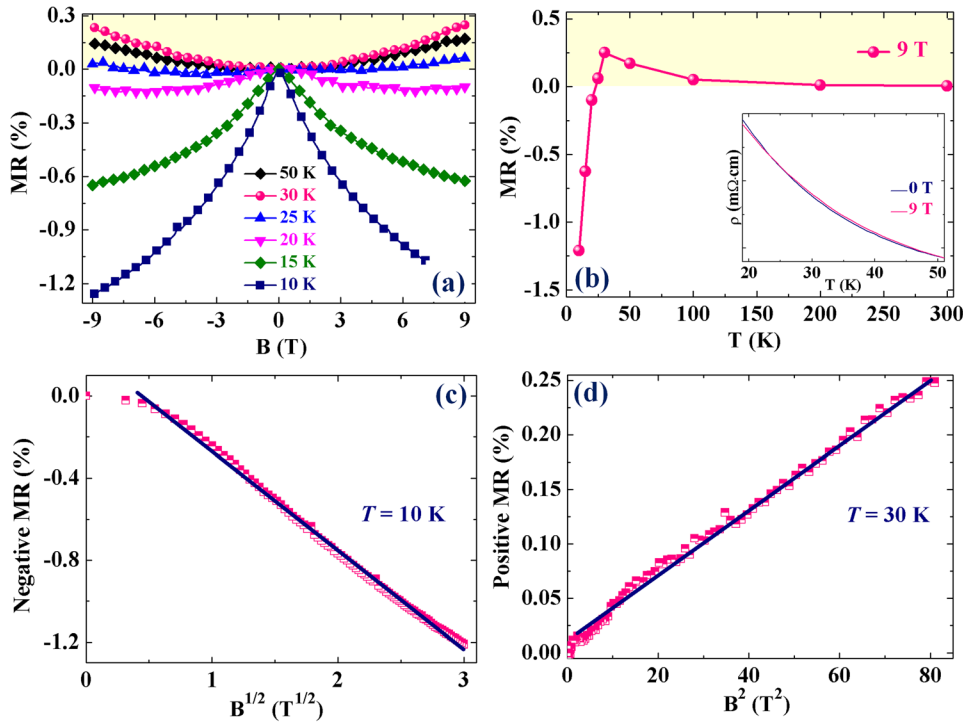 0.3
0.0
-0.3
-0.6
-0.9
-1.2
MR (%)
50 K
30 K
25 K
20 K
15 K
10 K
(a)
-9 -6 -3 0 3 6 9
B (T)
0.5
0.0
-0.5
-1.0
-1.5
MR (%)
9 T
ρ (mΩ cm)
0 T
9 T
20 30 40 50
T (K)
(b)
0 50 100 150 200 250 300
T (K)
0.0
-0.4
-0.8
-1.2
Negative MR (%)
(c)
T = 10 K
0 1 2 3
B^1/2 (T^1/2)
0.25
0.20
0.15
0.10
0.05
0.00
Positive MR (%)
(d)
T = 30 K
0 20 40 60 80
B² (T²)